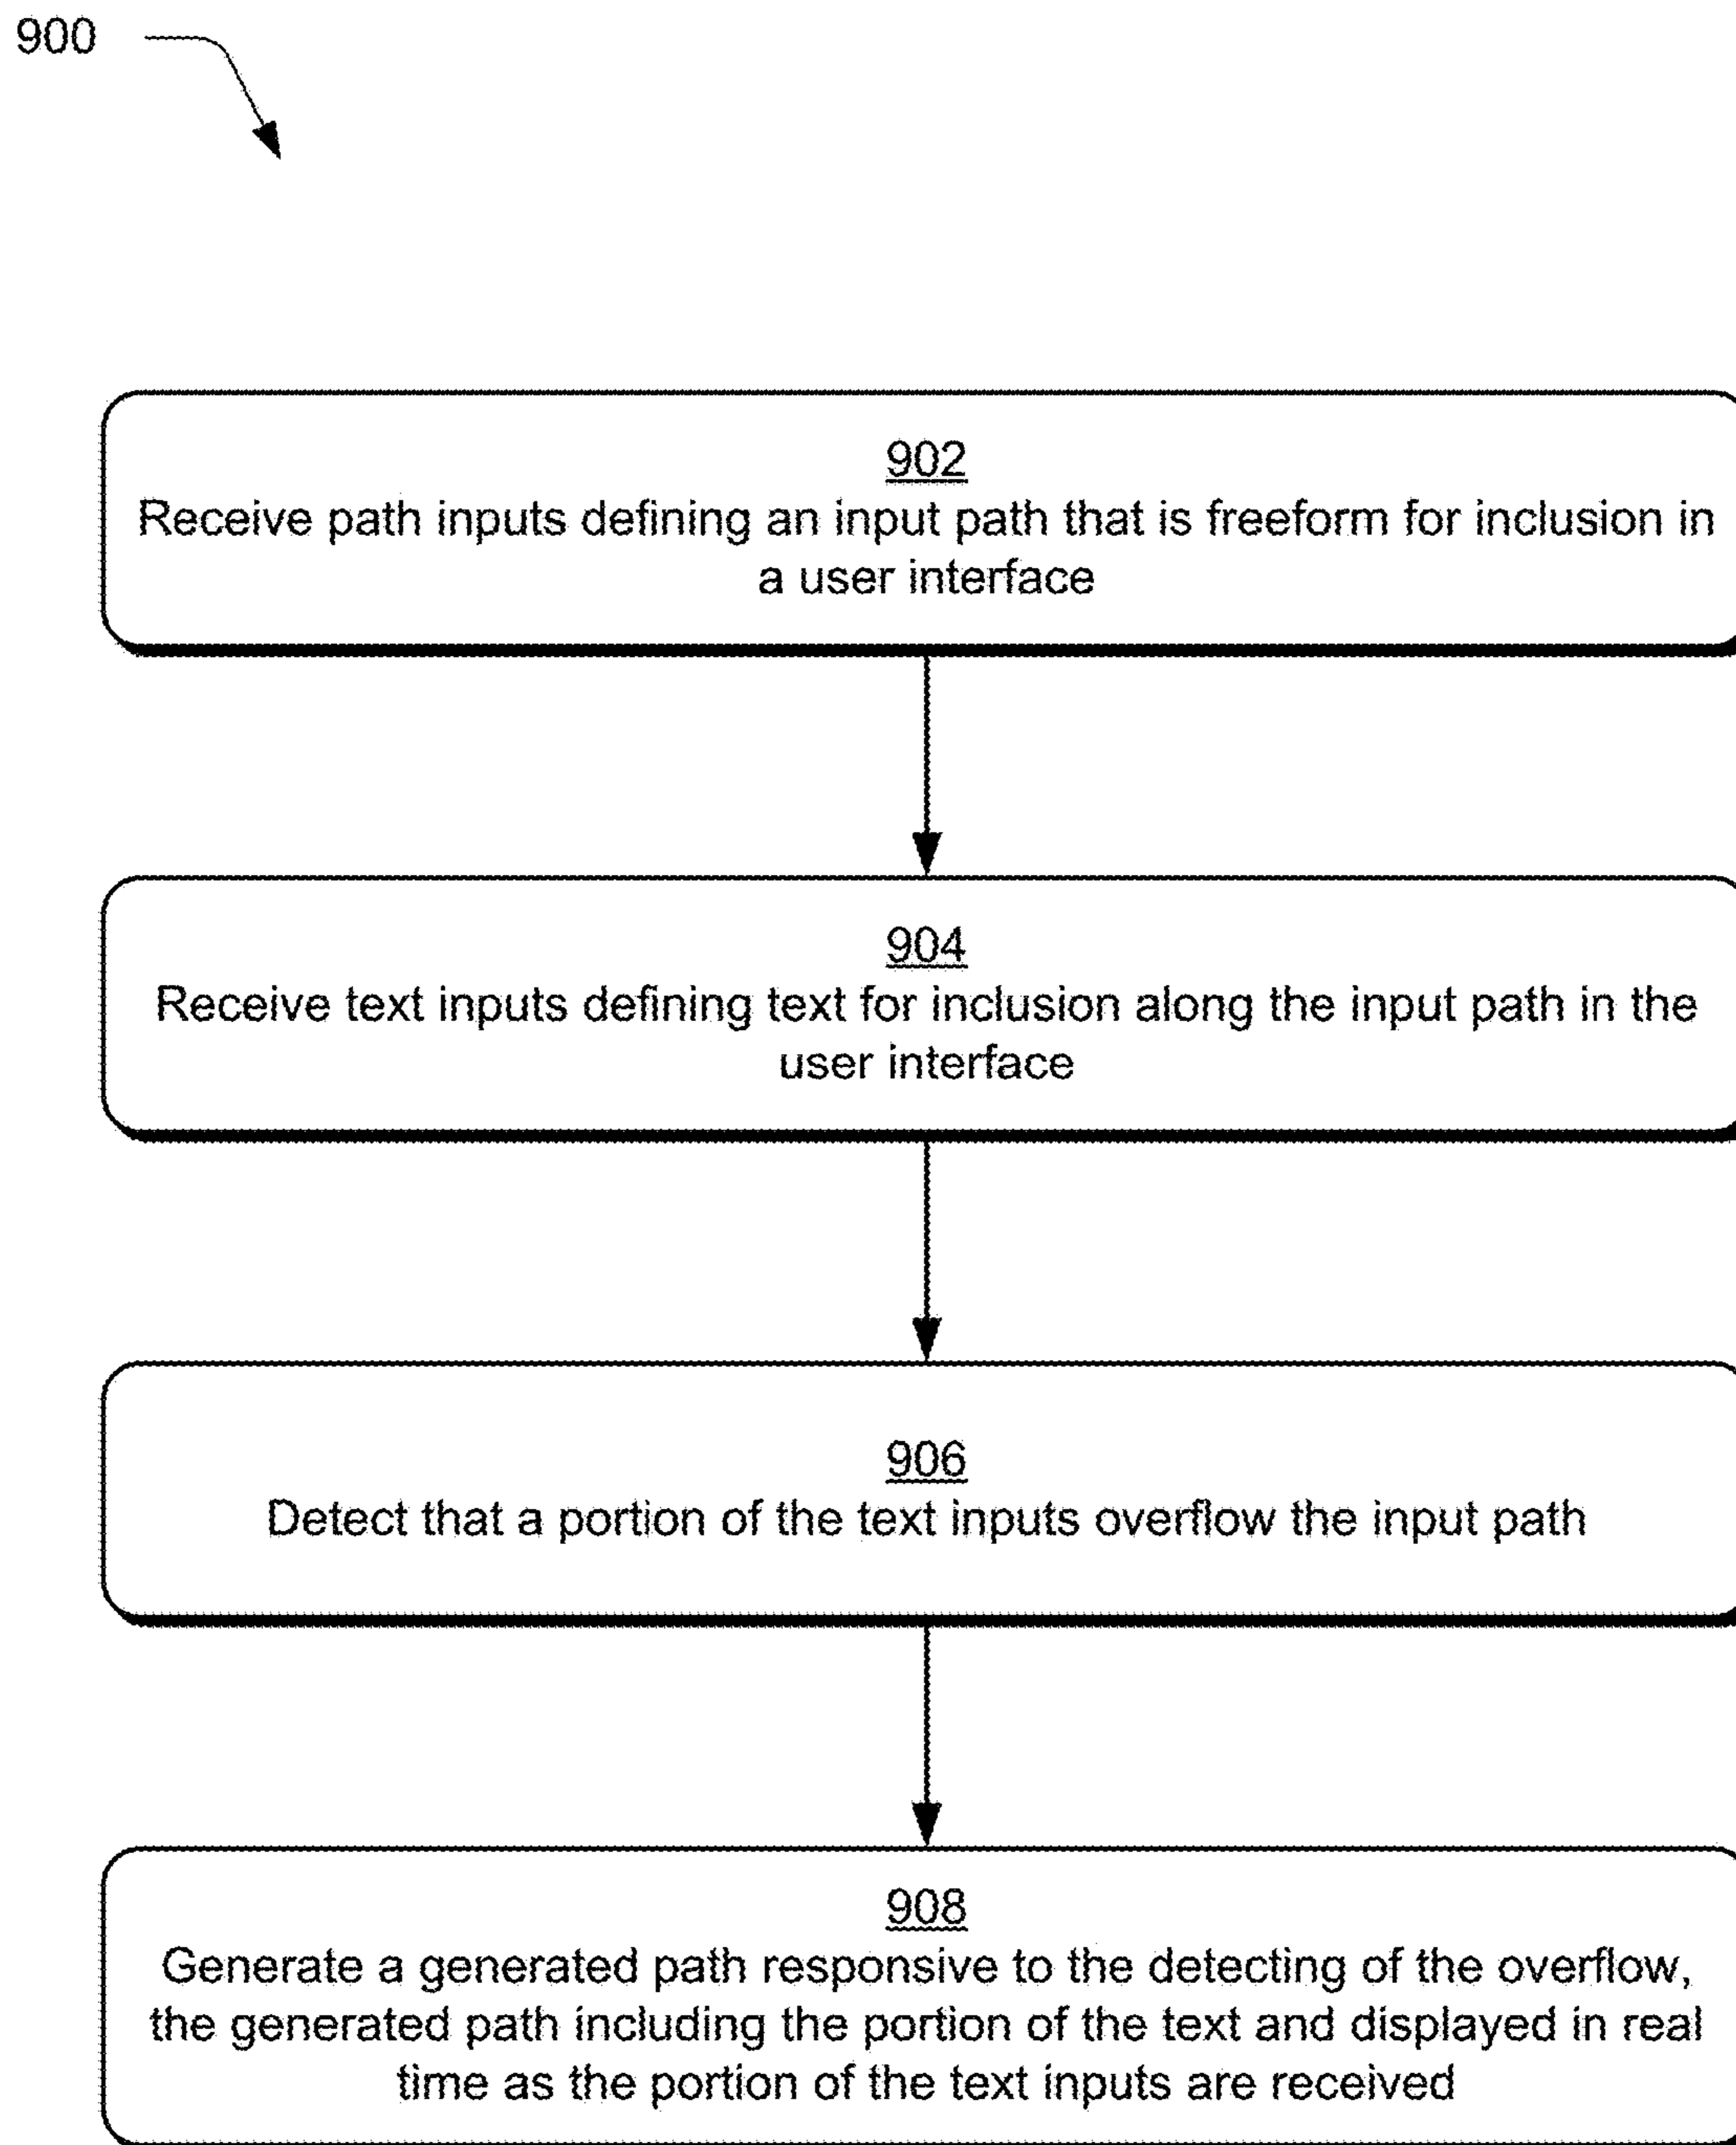 900
902
Receive path inputs defining an input path that is freeform for inclusion in
a user interface
904
Receive text inputs defining text for inclusion along the input path in the
user interface
906
Detect that a portion of the text inputs overflow the input path
908
Generate a generated path responsive to the detecting of the overflow,
the generated path including the portion of the text and displayed in real
time as the portion of the text inputs are received